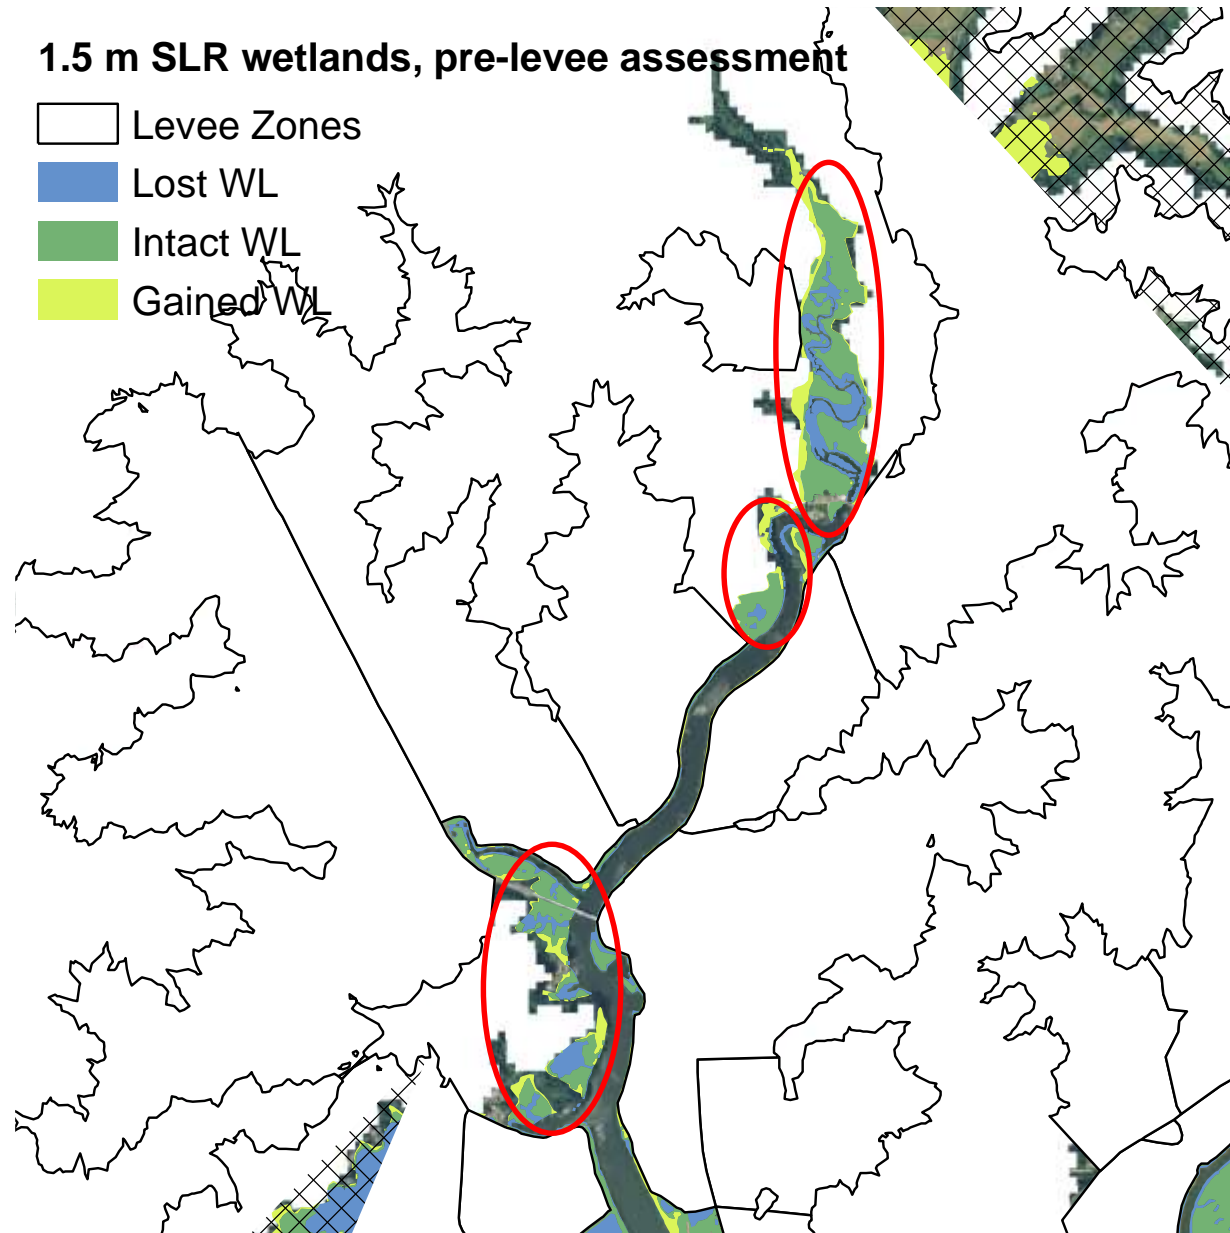 1.5 m SLR wetlands, pre-levee assessment
Levee Zones
Lost WL
Intact WL
Gained WL